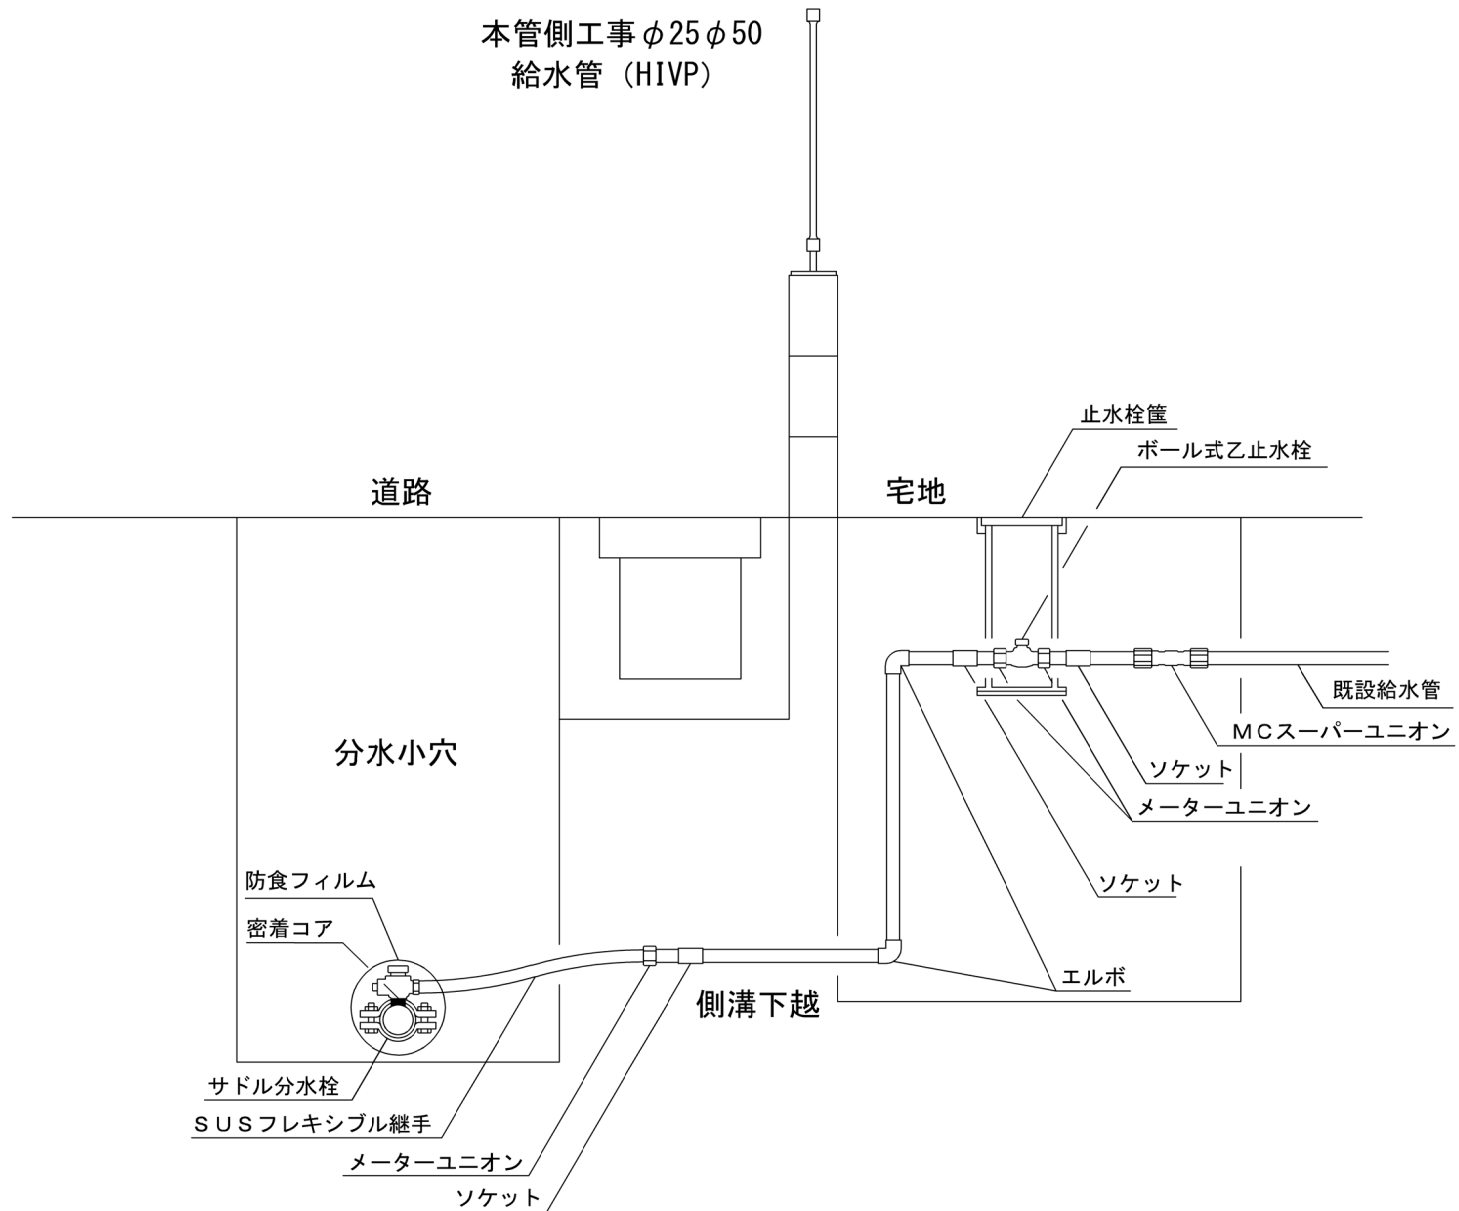 本管側工事φ25φ50
給水管（HIVP）
止水栓筐
ボール式乙止水栓
道路
宅地
既設給水管
ＭＣスーパーユニオン
分水小穴
ソケット
メーターユニオン
防食フィルム
ソケット
密着コア
エルボ
側溝下越
サドル分水栓
ＳＵＳフレキシブル継手
メーターユニオン
ソケット